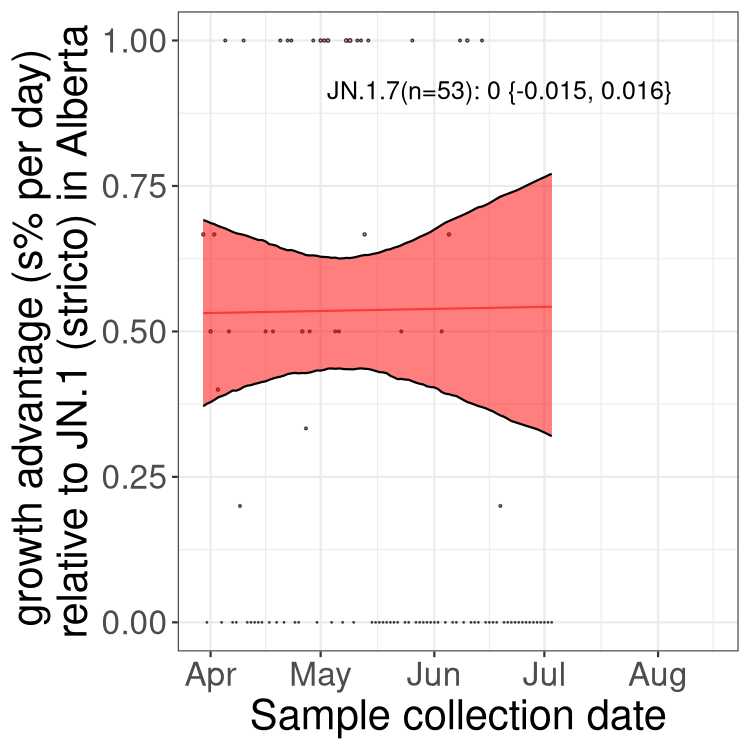 growth advantage (s% per day)
relative to JN.1 (stricto) in Alberta
1.00
0.75
0.50
0.25
0.00
JN.1.7(n=53): 0 {-0.015, 0.016}
Apr May Jun Jul Aug
Sample collection date